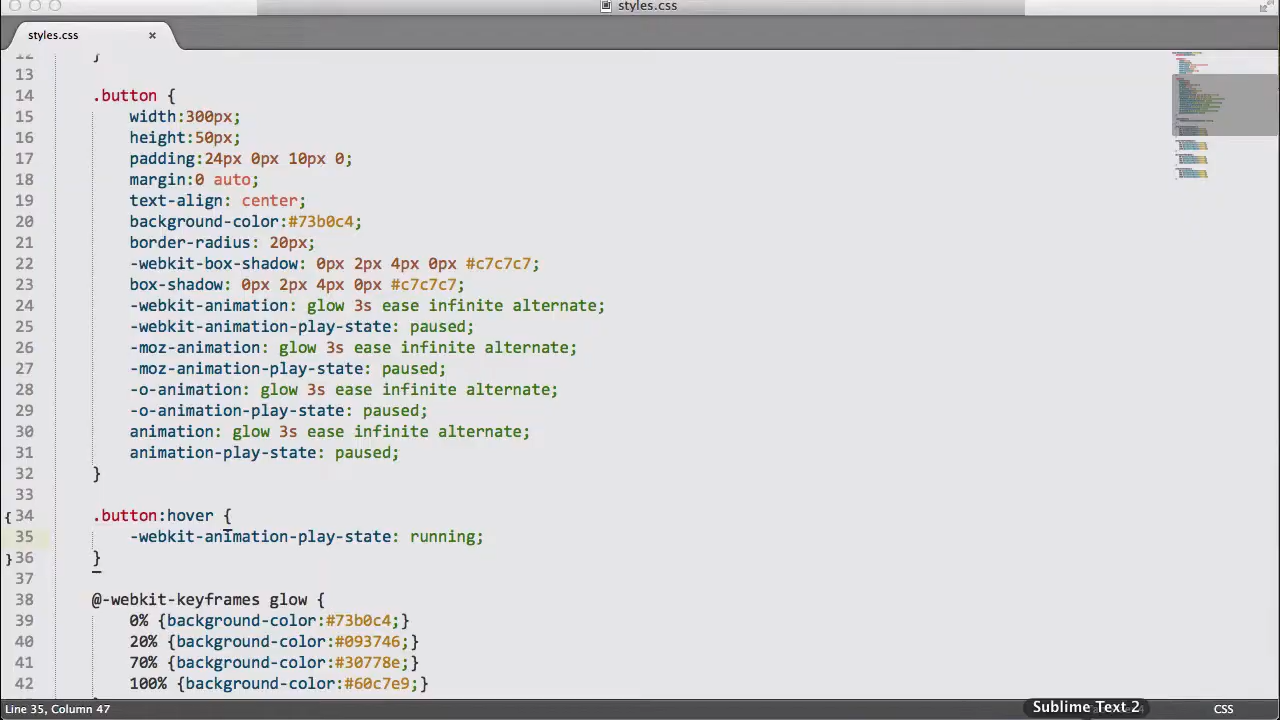 styles.css
styles.css
12 }
13
14 .button {
15 width:300px;
16 height:50px;
17 padding:24px 0px 10px 0;
18 margin:0 auto;
19 text-align: center;
20 background-color:#73b0c4;
21 border-radius: 20px;
22 -webkit-box-shadow: 0px 2px 4px 0px #c7c7c7;
23 box-shadow: 0px 2px 4px 0px #c7c7c7;
24 -webkit-animation: glow 3s ease infinite alternate;
25 -webkit-animation-play-state: paused;
26 -moz-animation: glow 3s ease infinite alternate;
27 -moz-animation-play-state: paused;
28 -o-animation: glow 3s ease infinite alternate;
29 -o-animation-play-state: paused;
30 animation: glow 3s ease infinite alternate;
31 animation-play-state: paused;
32 }
33
{34 .button:hover {
35 -webkit-animation-play-state: running;
}36 }
37
38 @-webkit-keyframes glow {
39 0% {background-color:#73b0c4;}
40 20% {background-color:#093746;}
41 70% {background-color:#30778e;}
42 100% {background-color:#60c7e9;}
Line 35, Column 47
Sublime Text 2
CSS